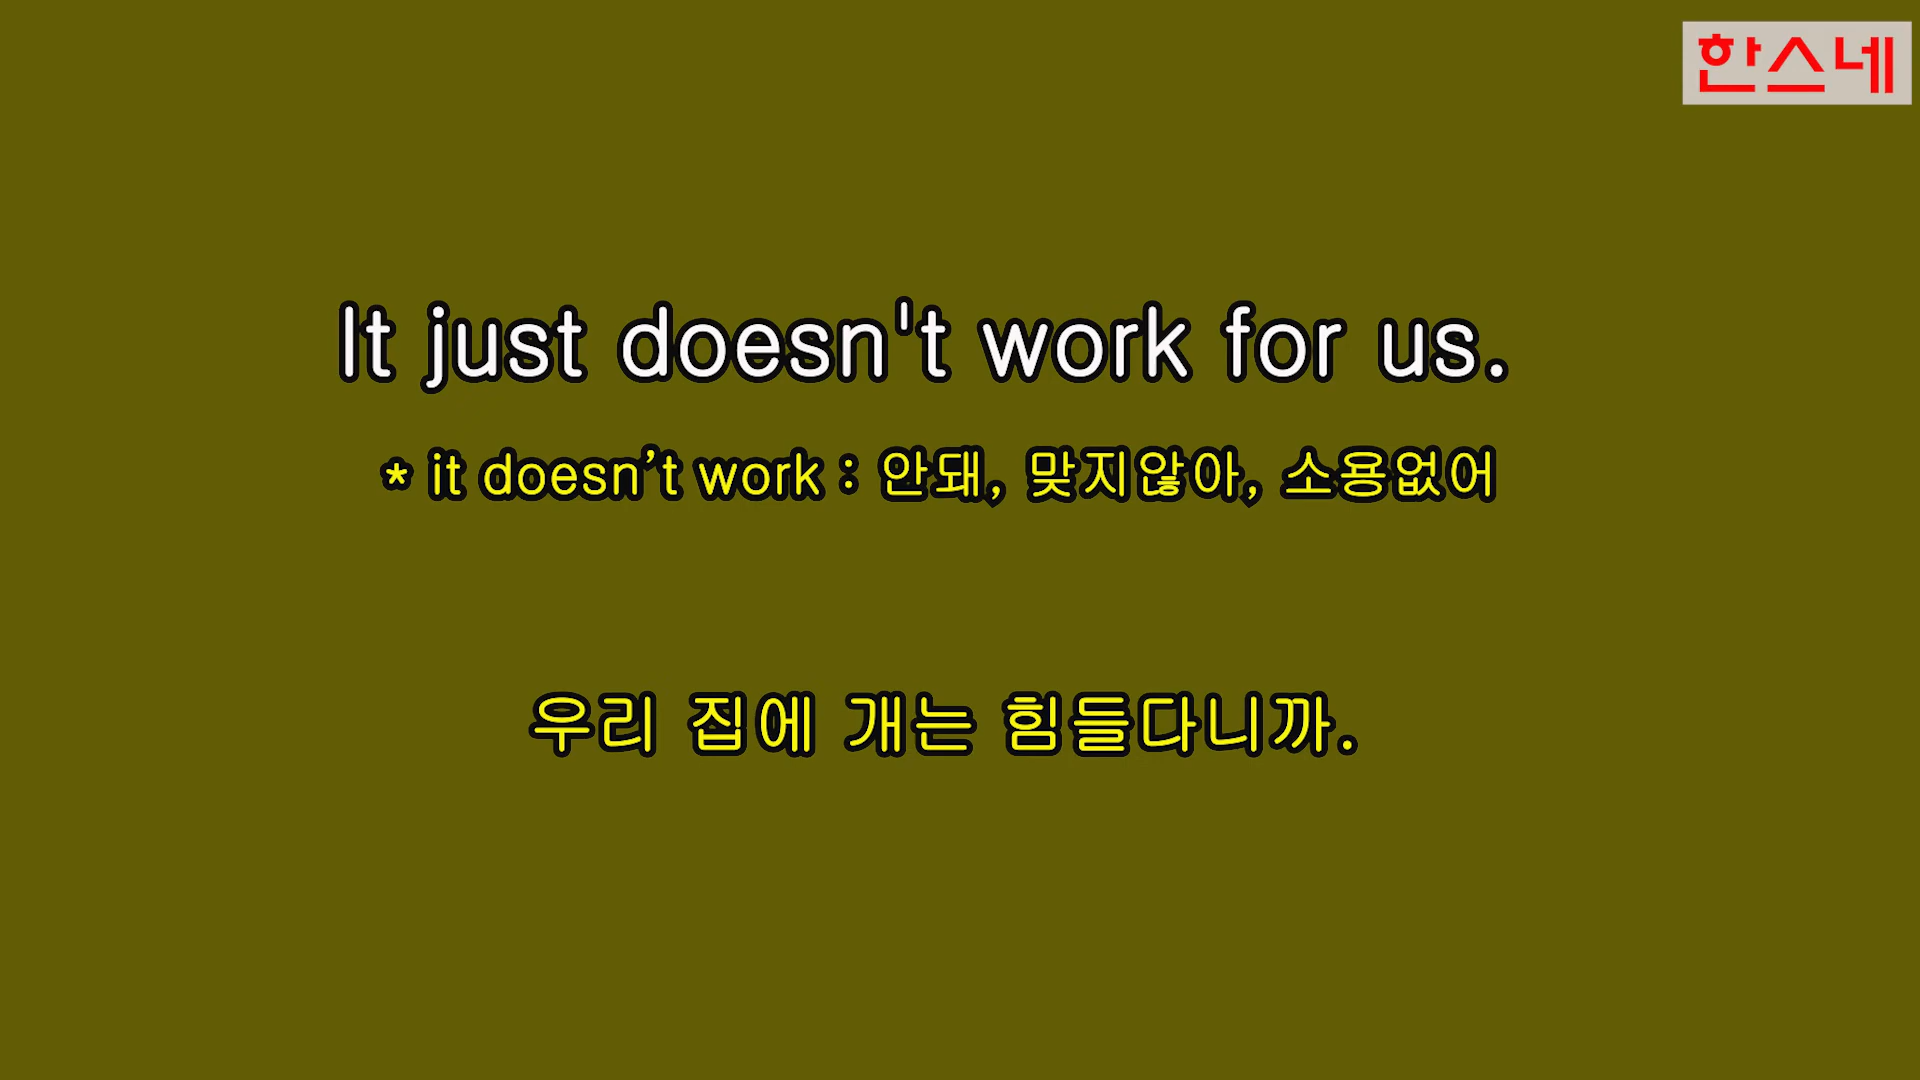 한스네
It just doesn't work for us.
* it doesn’t work : 안돼, 맞지않아, 소용없어
우리 집에 개는 힘들다니까.